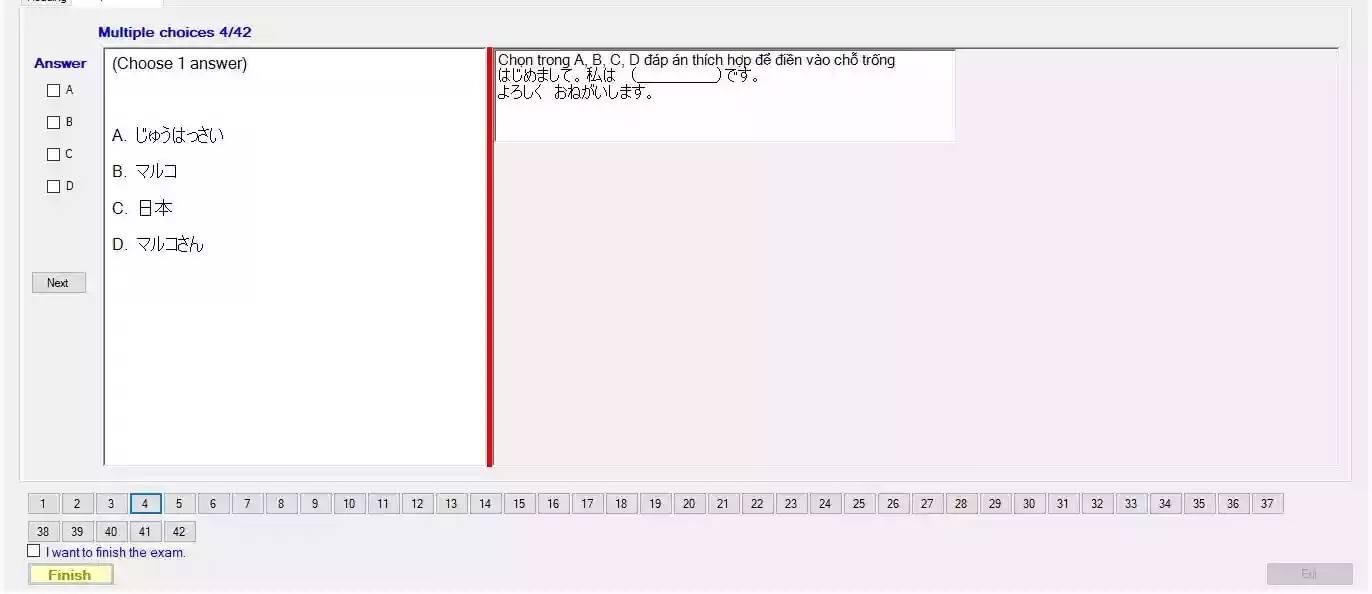 Multiple choices 4/42
Answer
A
B
C
D
Next
(Choose 1 answer)
A. じゅうはっさい
B. マルコ
C. 日本
D. マルコさん
Chọn trong A, B, C, D đáp án thích hợp để điền vào chỗ trống
はじめまして。私は （__________）です。
よろしく おねがいします。
1 2 3 4 5 6 7 8 9 10 11 12 13 14 15 16 17 18 19 20 21 22 23 24 25 26 27 28 29 30 31 32 33 34 35 36 37
38 39 40 41 42
I want to finish the exam.
Finish
Exit